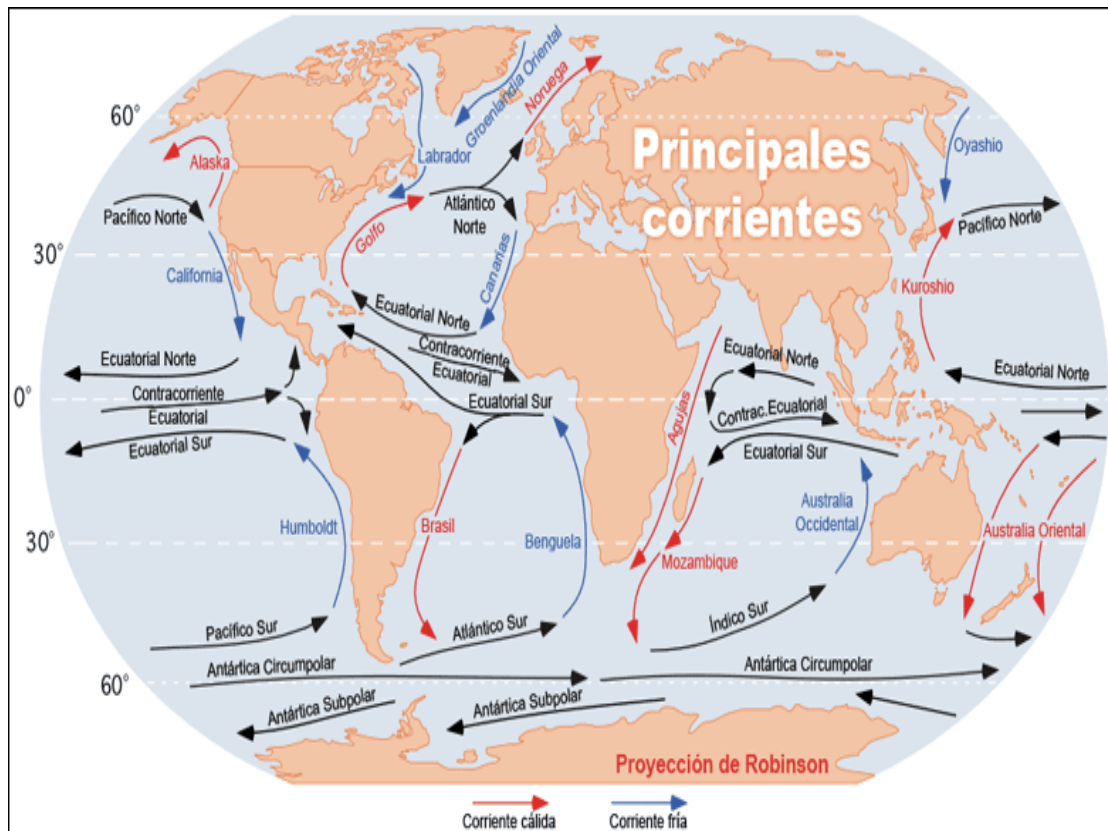 Principales
corrientes
60°
30°
0°
30°
60°
Alaska
Labrador
Groenlandia Oriental
Noruega
Oyashio
Pacífico Norte
Atlántico
Norte
Pacífico Norte
Golfo
Canarias
California
Kuroshio
Ecuatorial Norte
Ecuatorial Norte
Contracorriente
Ecuatorial
Ecuatorial Norte
Ecuatorial Norte
Contracorriente
Ecuatorial
Ecuatorial Sur
Ecuatorial Sur
Agujas
Contrac.Ecuatorial
Ecuatorial Sur
Humboldt
Brasil
Benguela
Mozambique
Australia
Occidental
Australia Oriental
Pacífico Sur
Atlántico Sur
Índico Sur
Antártica Circumpolar
Antártica Circumpolar
Antártica Subpolar
Antártica Subpolar
Proyección de Robinson
Corriente cálida
Corriente fría